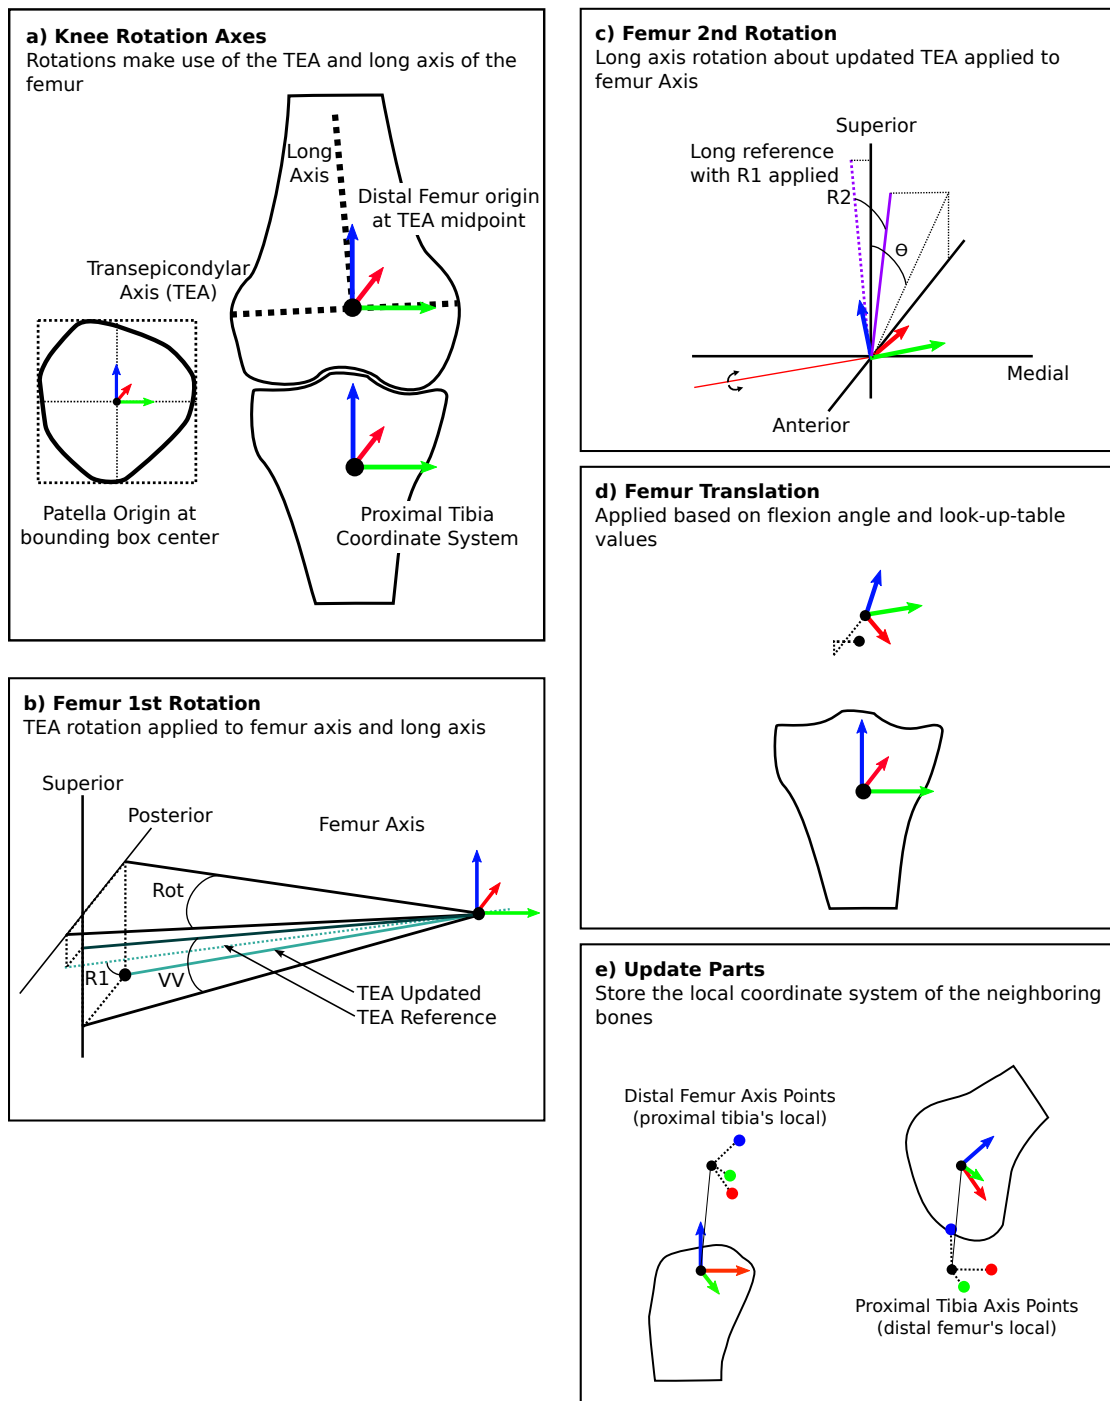 a) Knee Rotation Axes
Rotations make use of the TEA and long axis of the
femur
Long
Axis
Distal Femur origin
at TEA midpoint
Transepicondylar
Axis (TEA)
Patella Origin at
bounding box center
Proximal Tibia
Coordinate System
b) Femur 1st Rotation
TEA rotation applied to femur axis and long axis
Superior
Posterior
Femur Axis
Rot
R1
VV
TEA Updated
TEA Reference
c) Femur 2nd Rotation
Long axis rotation about updated TEA applied to
femur Axis
Superior
Long reference
with R1 applied
R2
Θ
Medial
Anterior
d) Femur Translation
Applied based on flexion angle and look-up-table
values
e) Update Parts
Store the local coordinate system of the neighboring
bones
Distal Femur Axis Points
(proximal tibia's local)
Proximal Tibia Axis Points
(distal femur's local)